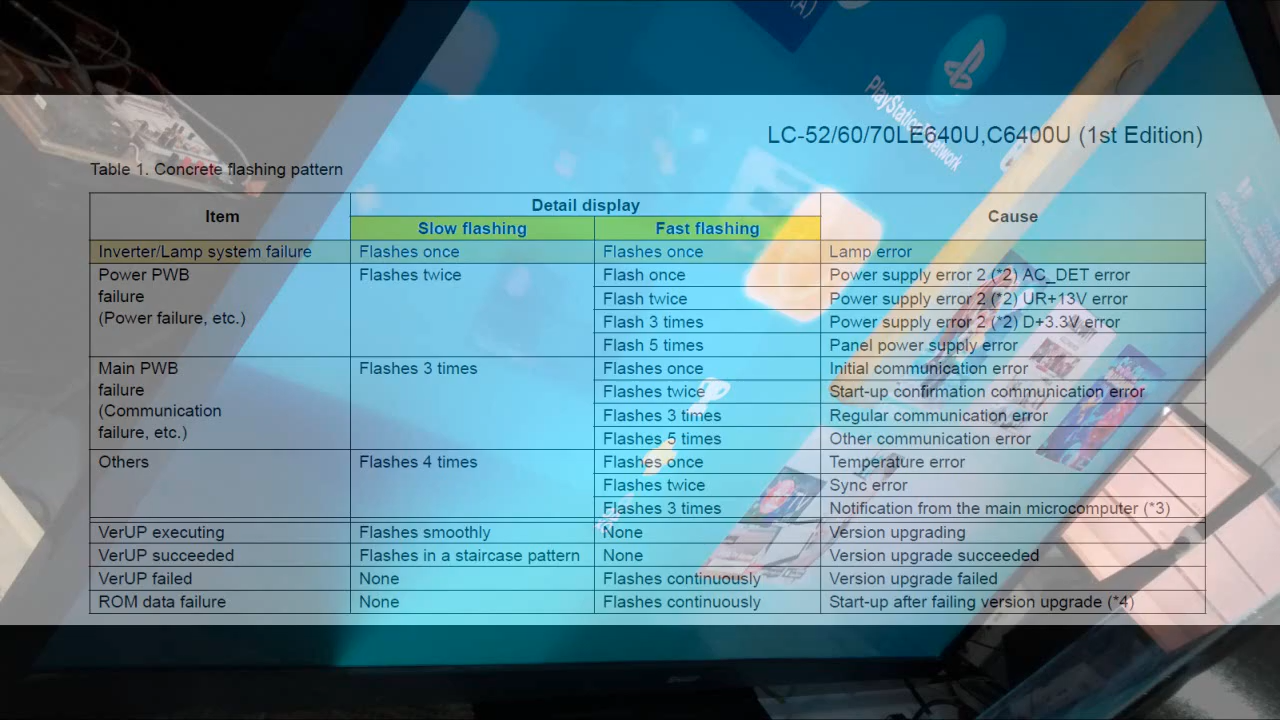 (A)
PlayStation Network
LC-52/60/70LE640U,C6400U (1st Edition)
Table 1. Concrete flashing pattern
Item
Detail display
Cause
Slow flashing
Fast flashing
Inverter/Lamp system failure Flashes once Flashes once Lamp error
Power PWB Flashes twice Flash once Power supply error 2 (*2) AC_DET error
failure Flash twice Power supply error 2 (*2) UR+13V error
(Power failure, etc.) Flash 3 times Power supply error 2 (*2) D+3.3V error
Flash 5 times Panel power supply error
Main PWB Flashes 3 times Flashes once Initial communication error
failure Flashes twice Start-up confirmation communication error
(Communication Flashes 3 times Regular communication error
failure, etc.) Flashes 5 times Other communication error
Others Flashes 4 times Flashes once Temperature error
Flashes twice Sync error
Flashes 3 times Notification from the main microcomputer (*3)
VerUP executing Flashes smoothly None Version upgrading
VerUP succeeded Flashes in a staircase pattern None Version upgrade succeeded
VerUP failed None Flashes continuously Version upgrade failed
ROM data failure None Flashes continuously Start-up after failing version upgrade (*4)